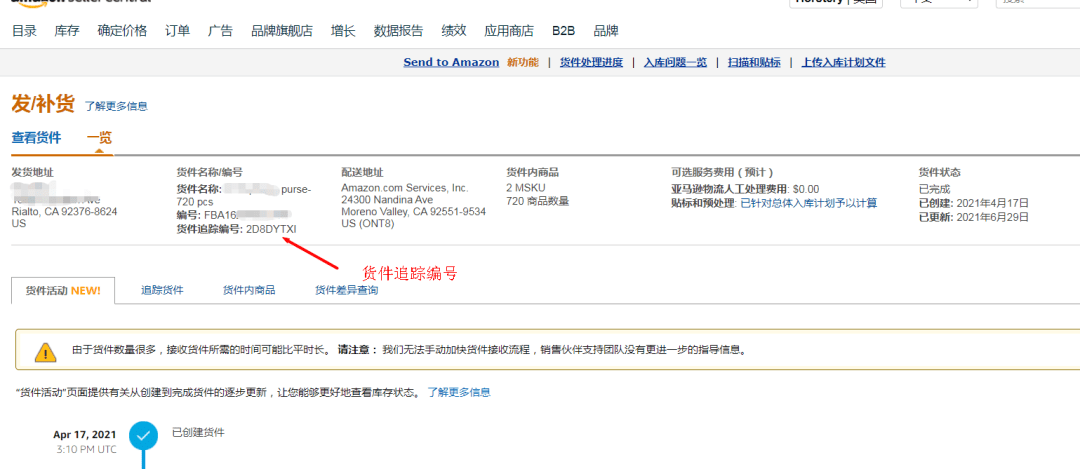 目录 库存 确定价格 订单 广告 品牌旗舰店 增长 数据报告 绩效 应用商店 B2B 品牌
Send to Amazon 新功能 | 货件处理进度 | 入库问题一览 | 扫描和贴标 | 上传入库计划文件
发/补货 了解更多信息
查看货件 一览
发货地址
Rialto, CA 92376-8624
US
货件名称/编号
货件名称: purse-
720 pcs
编号: FBA16
货件追踪编号: 2D8DYTXI
配送地址
Amazon.com Services, Inc.
24300 Nandina Ave
Moreno Valley, CA 92551-9534
US (ONT8)
货件内商品
2 MSKU
720 商品数量
可选服务费用（预计）
亚马逊物流人工处理费用: $0.00
贴标和预处理: 已针对总体入库计划予以计算
货件状态
已完成
已创建: 2021年4月17日
已更新: 2021年6月29日
货件追踪编号
货件活动 NEW! 追踪货件 货件内商品 货件差异查询
由于货件数量很多，接收货件所需的时间可能比平时长。 请注意： 我们无法手动加快货件接收流程，销售伙伴支持团队没有更进一步的指导信息。
“货件活动”页面提供有关从创建到完成货件的逐步更新，让您能够更好地查看库存状态。 了解更多信息
Apr 17, 2021 已创建货件
3:10 PM UTC